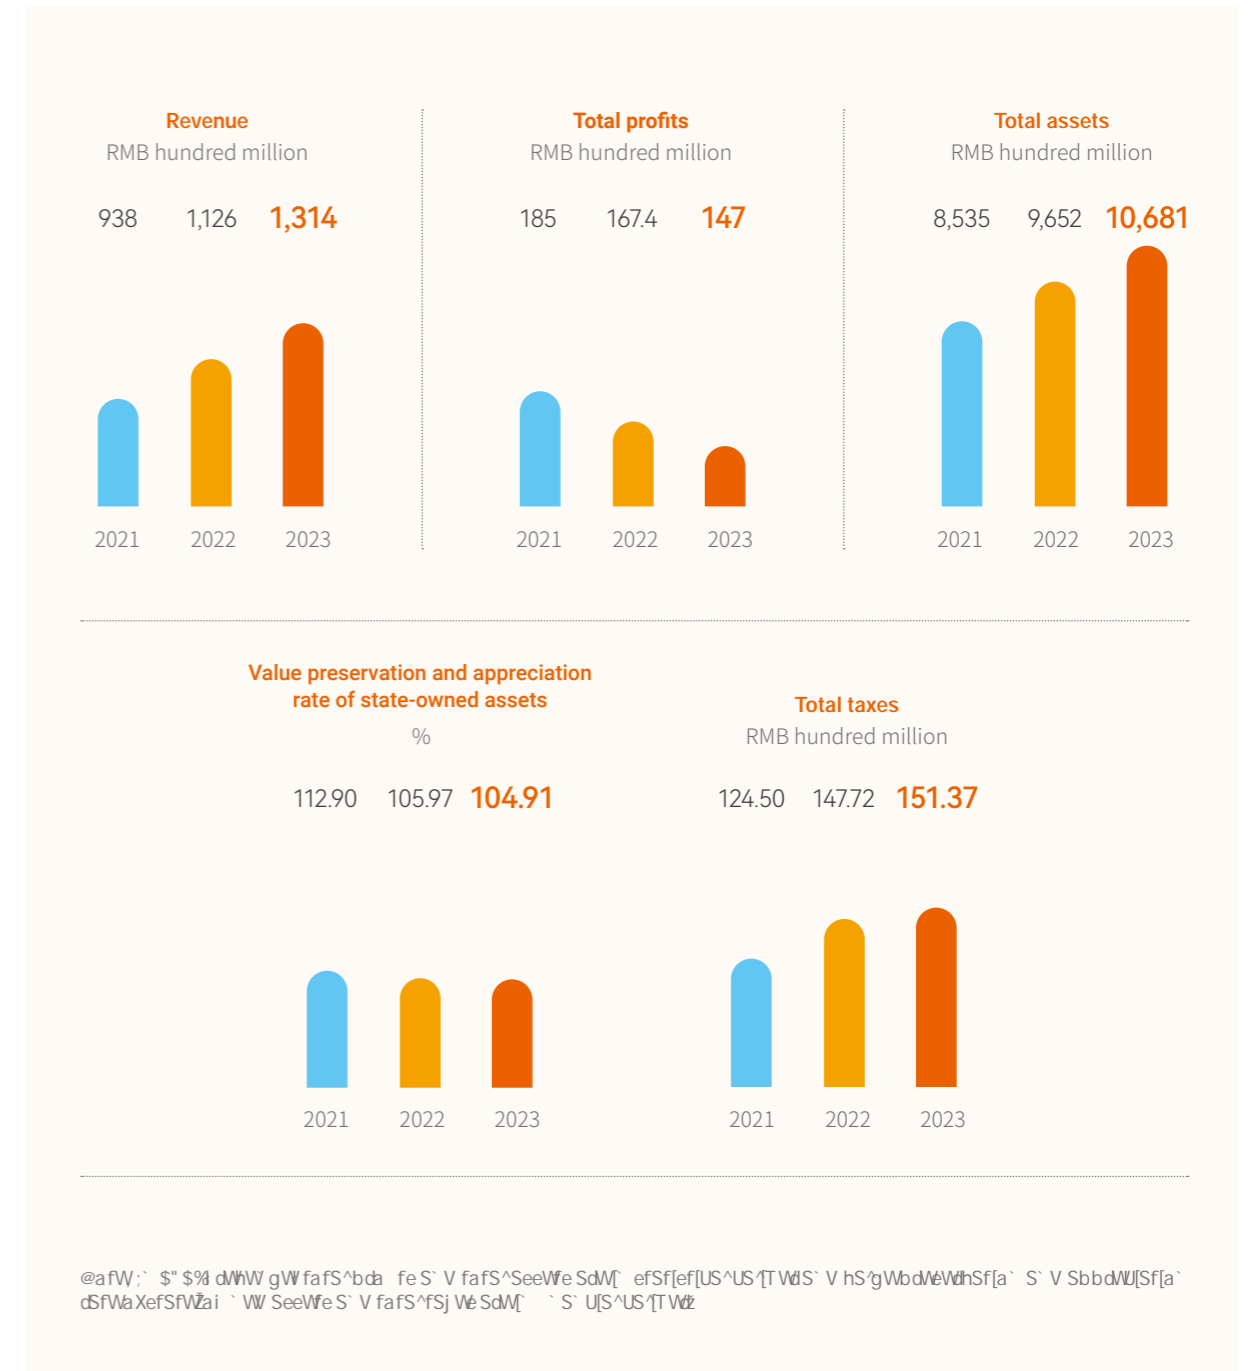 Revenue
RMB hundred million
938 1,126 1,314
2021 2022 2023
Total profits
RMB hundred million
185 167.4 147
2021 2022 2023
Total assets
RMB hundred million
8,535 9,652 10,681
2021 2022 2023
Value preservation and appreciation
rate of state-owned assets
%
112.90 105.97 104.91
2021 2022 2023
Total taxes
RMB hundred million
124.50 147.72 151.37
2021 2022 2023